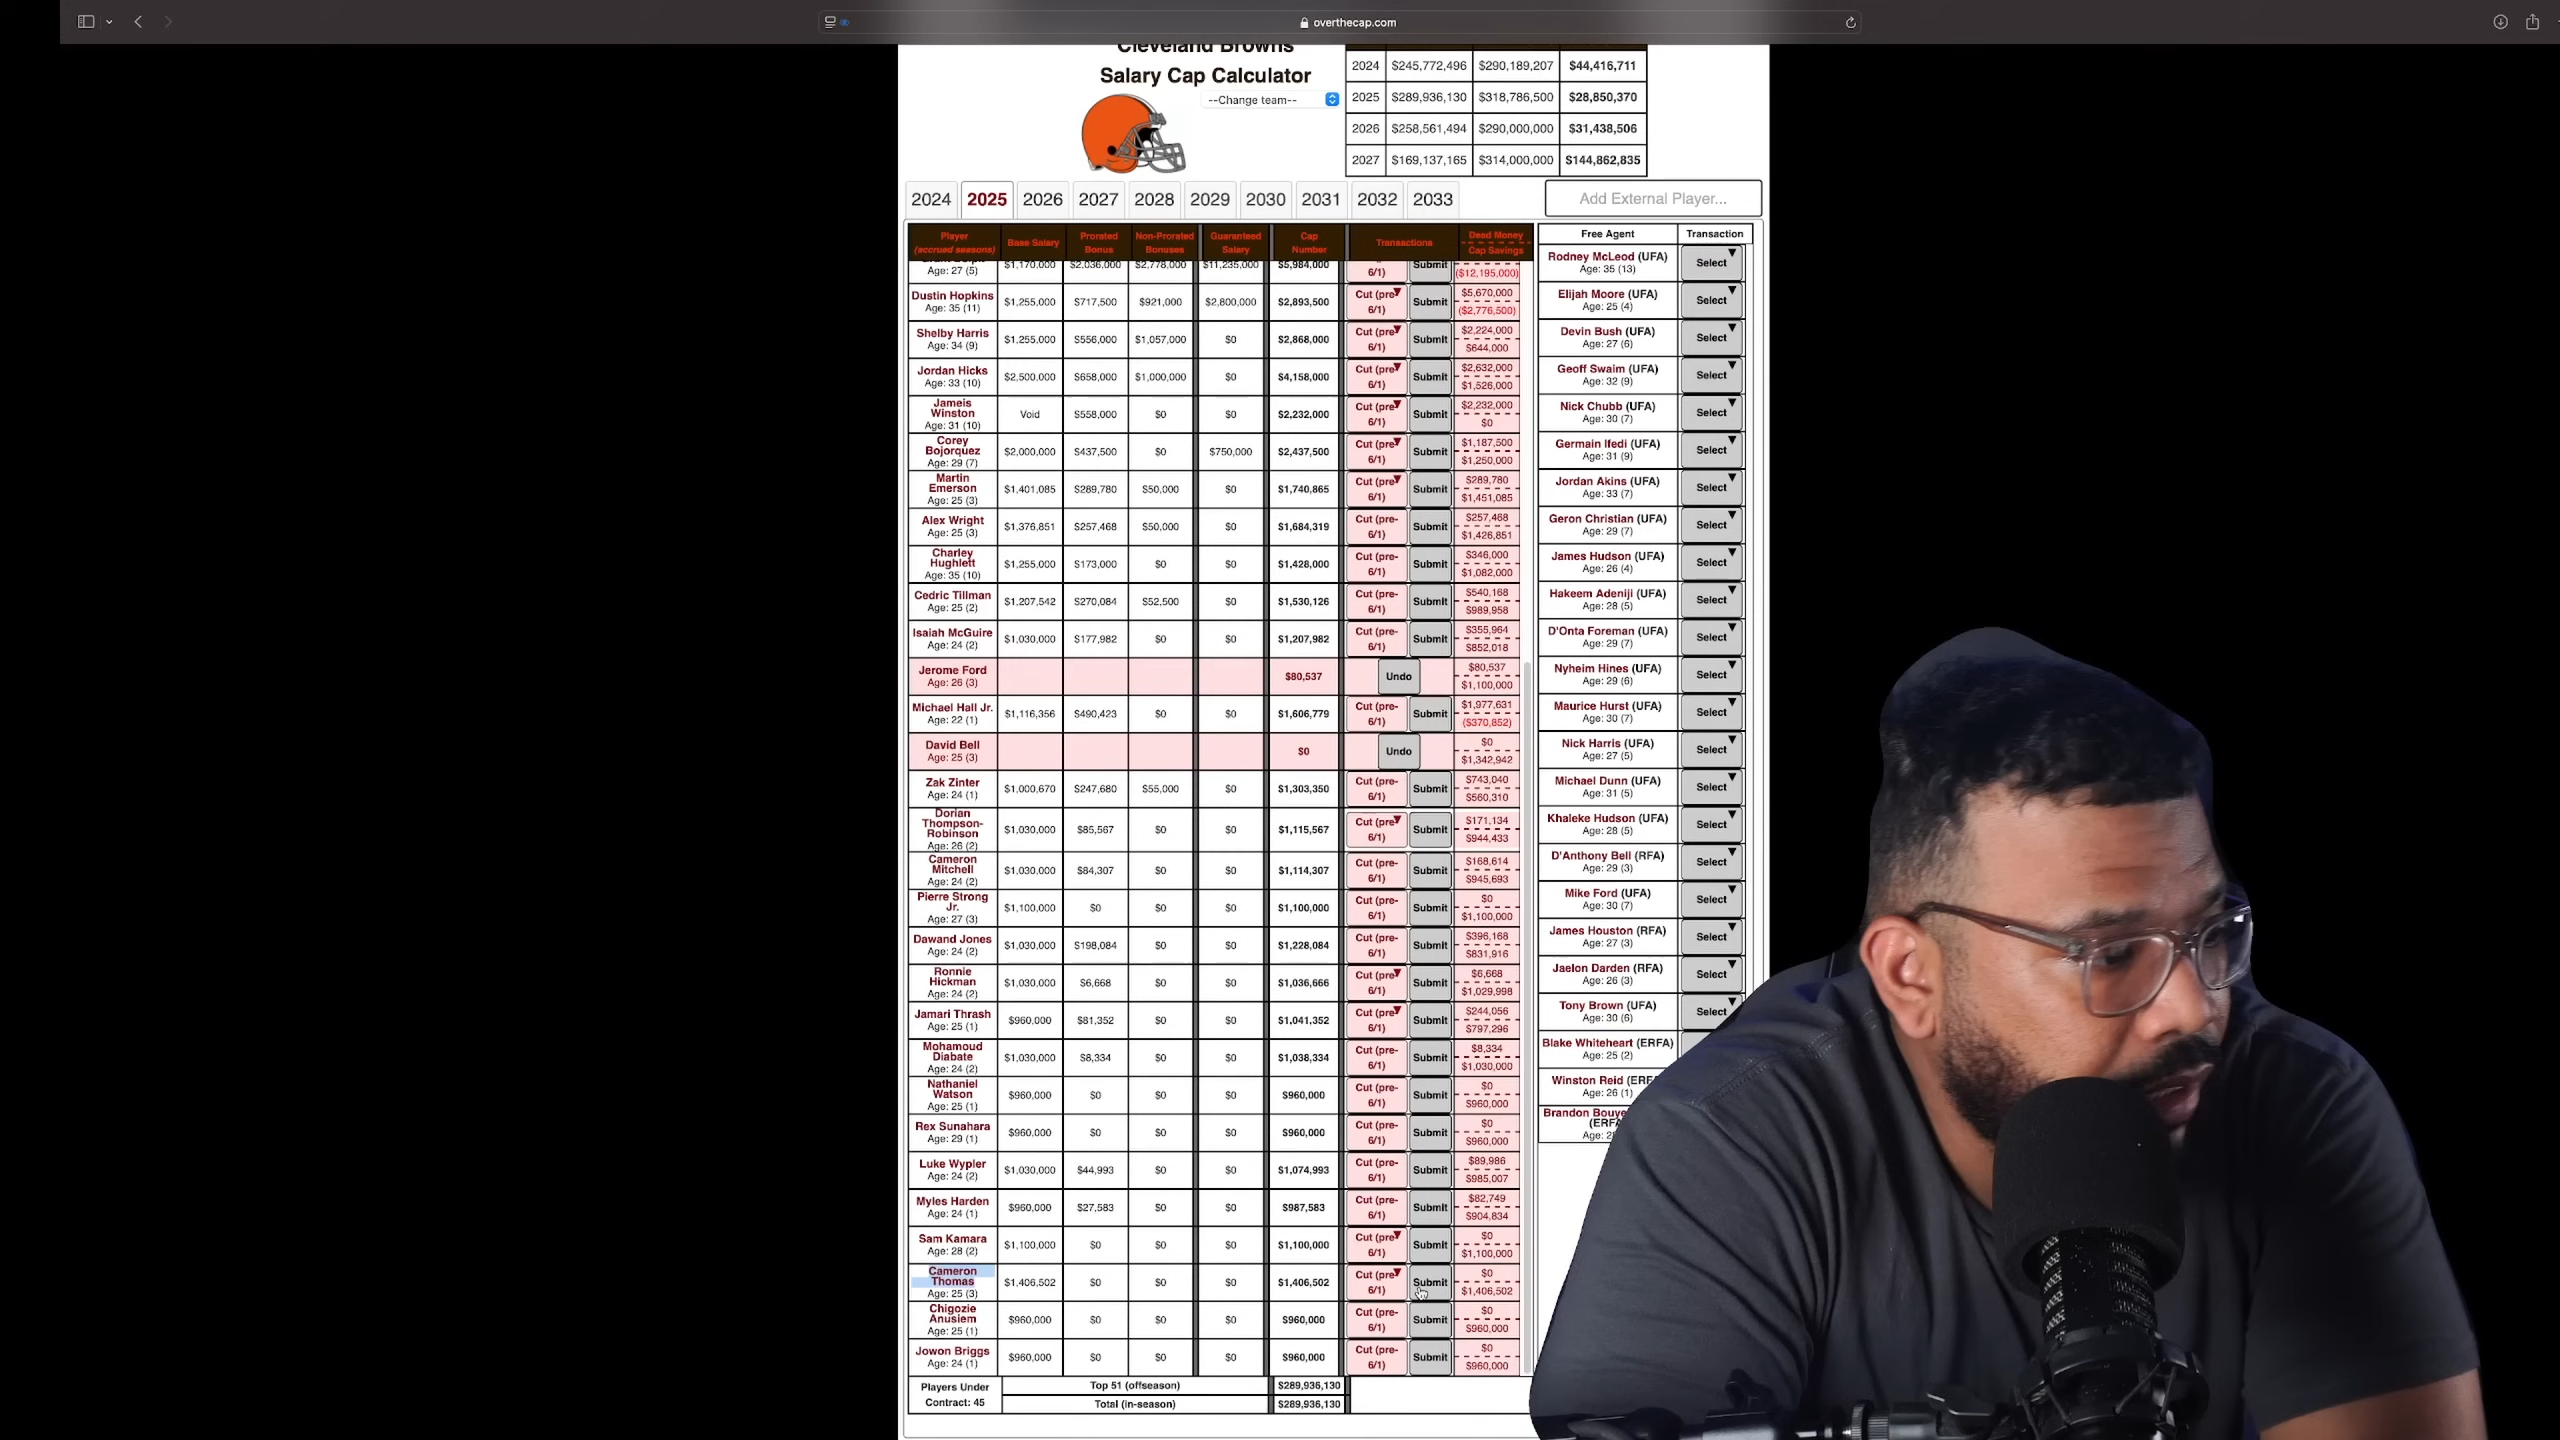 overthecap.com
Cleveland Browns
Salary Cap Calculator
--Change team--
2024 $245,772,496 $290,189,207 $44,416,711
2025 $289,936,130 $318,786,500 $28,850,370
2026 $258,561,494 $290,000,000 $31,438,506
2027 $169,137,165 $314,000,000 $144,862,835
2024 2025 2026 2027 2028 2029 2030 2031 2032 2033
Add External Player...
Player (accrued seasons) Base Salary Prorated Bonus Non-Prorated Bonuses Guaranteed Salary Cap Number Transactions Dead Money Cap Savings
Age: 27 (5) $1,170,000 $2,036,000 $2,778,000 $11,235,000 $5,984,000 6/1) Submit ($12,195,000)
Dustin Hopkins Age: 35 (11) $1,255,000 $717,500 $921,000 $2,800,000 $2,893,500 Cut (pre 6/1) Submit $5,670,000 ($2,776,500)
Shelby Harris Age: 34 (9) $1,255,000 $556,000 $1,057,000 $0 $2,868,000 Cut (pre 6/1) Submit $2,224,000 $644,000
Jordan Hicks Age: 33 (10) $2,500,000 $658,000 $1,000,000 $0 $4,158,000 Cut (pre 6/1) Submit $2,632,000 $1,526,000
Jameis Winston Age: 31 (10) Void $558,000 $0 $0 $2,232,000 Cut (pre 6/1) Submit $2,232,000 $0
Corey Bojorquez Age: 29 (7) $2,000,000 $437,500 $0 $750,000 $2,437,500 Cut (pre 6/1) Submit $1,187,500 $1,250,000
Martin Emerson Age: 25 (3) $1,401,085 $289,780 $50,000 $0 $1,740,865 Cut (pre 6/1) Submit $289,780 $1,451,085
Alex Wright Age: 25 (3) $1,376,851 $257,468 $50,000 $0 $1,684,319 Cut (pre- 6/1) Submit $257,468 $1,426,851
Charley Hughlett Age: 35 (10) $1,255,000 $173,000 $0 $0 $1,428,000 Cut (pre- 6/1) Submit $346,000 $1,082,000
Cedric Tillman Age: 25 (2) $1,207,542 $270,084 $52,500 $0 $1,530,126 Cut (pre- 6/1) Submit $540,168 $989,958
Isaiah McGuire Age: 24 (2) $1,030,000 $177,982 $0 $0 $1,207,982 Cut (pre- 6/1) Submit $355,964 $852,018
Jerome Ford Age: 26 (3) $80,537 Undo $80,537 $1,100,000
Michael Hall Jr. Age: 22 (1) $1,116,356 $490,423 $0 $0 $1,606,779 Cut (pre- 6/1) Submit $1,977,631 ($370,852)
David Bell Age: 25 (3) $0 Undo $0 $1,342,942
Zak Zinter Age: 24 (1) $1,000,670 $247,680 $55,000 $0 $1,303,350 Cut (pre- 6/1) Submit $743,040 $560,310
Dorian Thompson-Robinson Age: 26 (2) $1,030,000 $85,567 $0 $0 $1,115,567 Cut (pre 6/1) Submit $171,134 $944,433
Cameron Mitchell Age: 24 (2) $1,030,000 $84,307 $0 $0 $1,114,307 Cut (pre- 6/1) Submit $168,614 $945,693
Pierre Strong Jr. Age: 27 (3) $1,100,000 $0 $0 $0 $1,100,000 Cut (pre- 6/1) Submit $0 $1,100,000
Dawand Jones Age: 24 (2) $1,030,000 $198,084 $0 $0 $1,228,084 Cut (pre- 6/1) Submit $396,168 $831,916
Ronnie Hickman Age: 24 (2) $1,030,000 $6,668 $0 $0 $1,036,666 Cut (pre 6/1) Submit $6,668 $1,029,998
Jamari Thrash Age: 25 (1) $960,000 $81,352 $0 $0 $1,041,352 Cut (pre 6/1) Submit $244,056 $797,296
Mohamoud Diabate Age: 24 (2) $1,030,000 $8,334 $0 $0 $1,038,334 Cut (pre- 6/1) Submit $8,334 $1,030,000
Nathaniel Watson Age: 25 (1) $960,000 $0 $0 $0 $960,000 Cut (pre- 6/1) Submit $0 $960,000
Rex Sunahara Age: 29 (1) $960,000 $0 $0 $0 $960,000 Cut (pre- 6/1) Submit $0 $960,000
Luke Wypler Age: 24 (2) $1,030,000 $44,993 $0 $0 $1,074,993 Cut (pre- 6/1) Submit $89,986 $985,007
Myles Harden Age: 24 (1) $960,000 $27,583 $0 $0 $987,583 Cut (pre- 6/1) Submit $82,749 $904,834
Sam Kamara Age: 28 (2) $1,100,000 $0 $0 $0 $1,100,000 Cut (pre 6/1) Submit $0 $1,100,000
Cameron Thomas Age: 25 (3) $1,406,502 $0 $0 $0 $1,406,502 Cut (pre 6/1) Submit $0 $1,406,502
Chigozie Anusiem Age: 25 (1) $960,000 $0 $0 $0 $960,000 Cut (pre- 6/1) Submit $0 $960,000
Jowon Briggs Age: 24 (1) $960,000 $0 $0 $0 $960,000 Cut (pre- 6/1) Submit $0 $960,000
Players Under Contract: 45
Top 51 (offseason) $289,936,130
Total (in-season) $289,936,130
Free Agent Transaction
Rodney McLeod (UFA) Age: 35 (13) Select
Elijah Moore (UFA) Age: 25 (4) Select
Devin Bush (UFA) Age: 27 (6) Select
Geoff Swaim (UFA) Age: 32 (9) Select
Nick Chubb (UFA) Age: 30 (7) Select
Germain Ifedi (UFA) Age: 31 (9) Select
Jordan Akins (UFA) Age: 33 (7) Select
Geron Christian (UFA) Age: 29 (7) Select
James Hudson (UFA) Age: 26 (4) Select
Hakeem Adeniji (UFA) Age: 28 (5) Select
D'Onta Foreman (UFA) Age: 29 (7) Select
Nyheim Hines (UFA) Age: 29 (6) Select
Maurice Hurst (UFA) Age: 30 (7) Select
Nick Harris (UFA) Age: 27 (5) Select
Michael Dunn (UFA) Age: 31 (5) Select
Khaleke Hudson (UFA) Age: 28 (5) Select
D'Anthony Bell (RFA) Age: 29 (3) Select
Mike Ford (UFA) Age: 30 (7) Select
James Houston (RFA) Age: 27 (3) Select
Jaelon Darden (RFA) Age: 26 (3) Select
Tony Brown (UFA) Age: 30 (6) Select
Blake Whiteheart (ERFA) Age: 25 (2)
Winston Reid Age: 26 (1)
Brandon
Age: